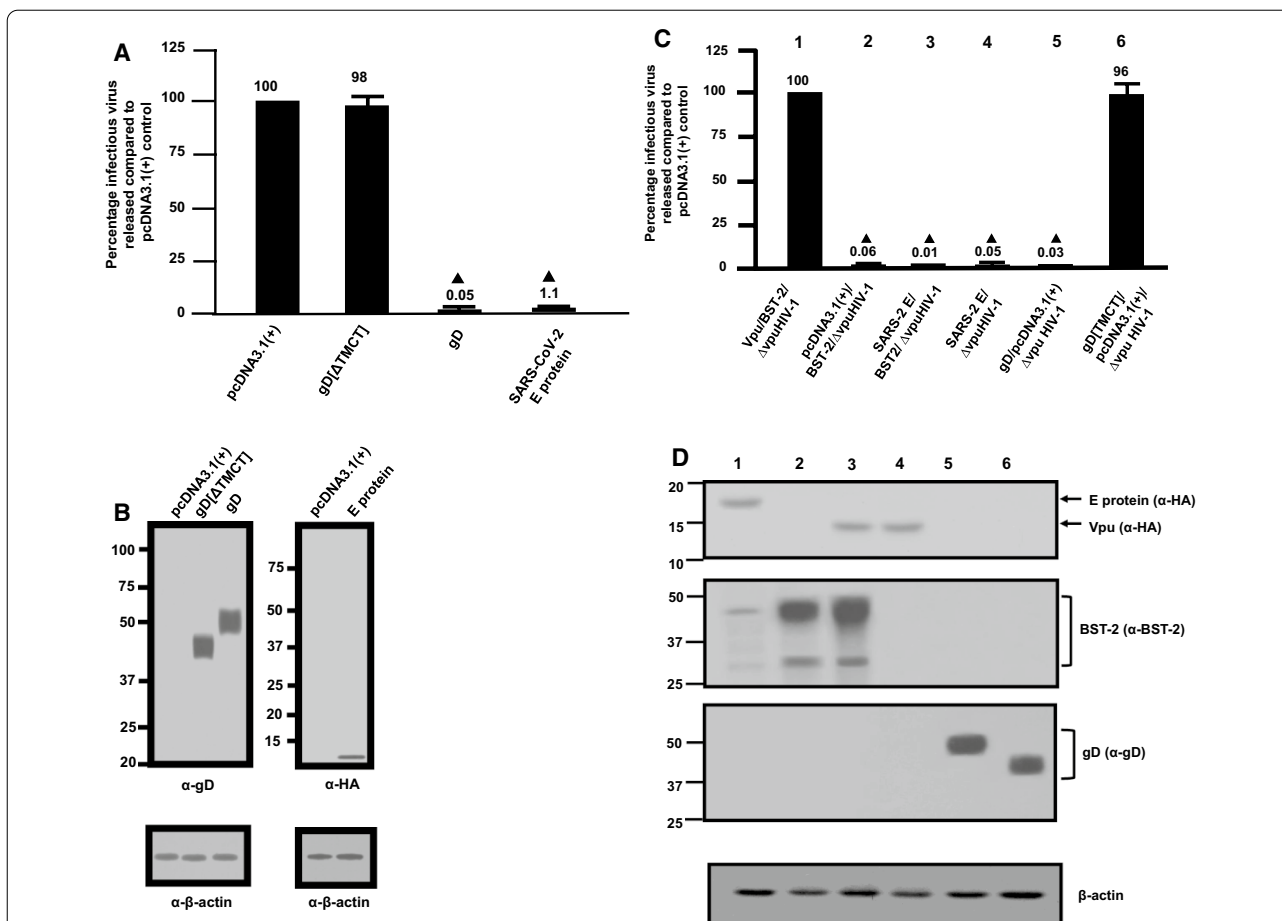 A
Percentage infectious virus
released compared to
pcDNA3.1(+) control
125
100
75
50
25
0
100
98
0.05
1.1
pcDNA3.1(+)
gD[ΔTMCT]
gD
SARS-CoV-2
E protein
C
1 2 3 4 5 6
Percentage infectious virus
released compared to
pcDNA3.1(+) control
125
100
75
50
25
0
100
0.06
0.01
0.05
0.03
96
Vpu/BST-2/
ΔvpuHIV-1
pcDNA3.1(+)/
BST-2/ΔvpuHIV-1
SARS-2 E/
BST2/ ΔvpuHIV-1
SARS-2 E/
ΔvpuHIV-1
gD/pcDNA3.1(+)
Δvpu HIV-1
gD[TMCT]/
pcDNA3.1(+)/
Δvpu HIV-1
B
pcDNA3.1(+)
gD[ΔTMCT]
gD
100
75
50
37
25
20
α-gD
α-β-actin
pcDNA3.1(+)
E protein
75
50
37
25
20
15
α-HA
α-β-actin
D
1 2 3 4 5 6
20
15
10
E protein (α-HA)
Vpu (α-HA)
50
37
25
BST-2 (α-BST-2)
50
37
25
gD (α-gD)
β-actin